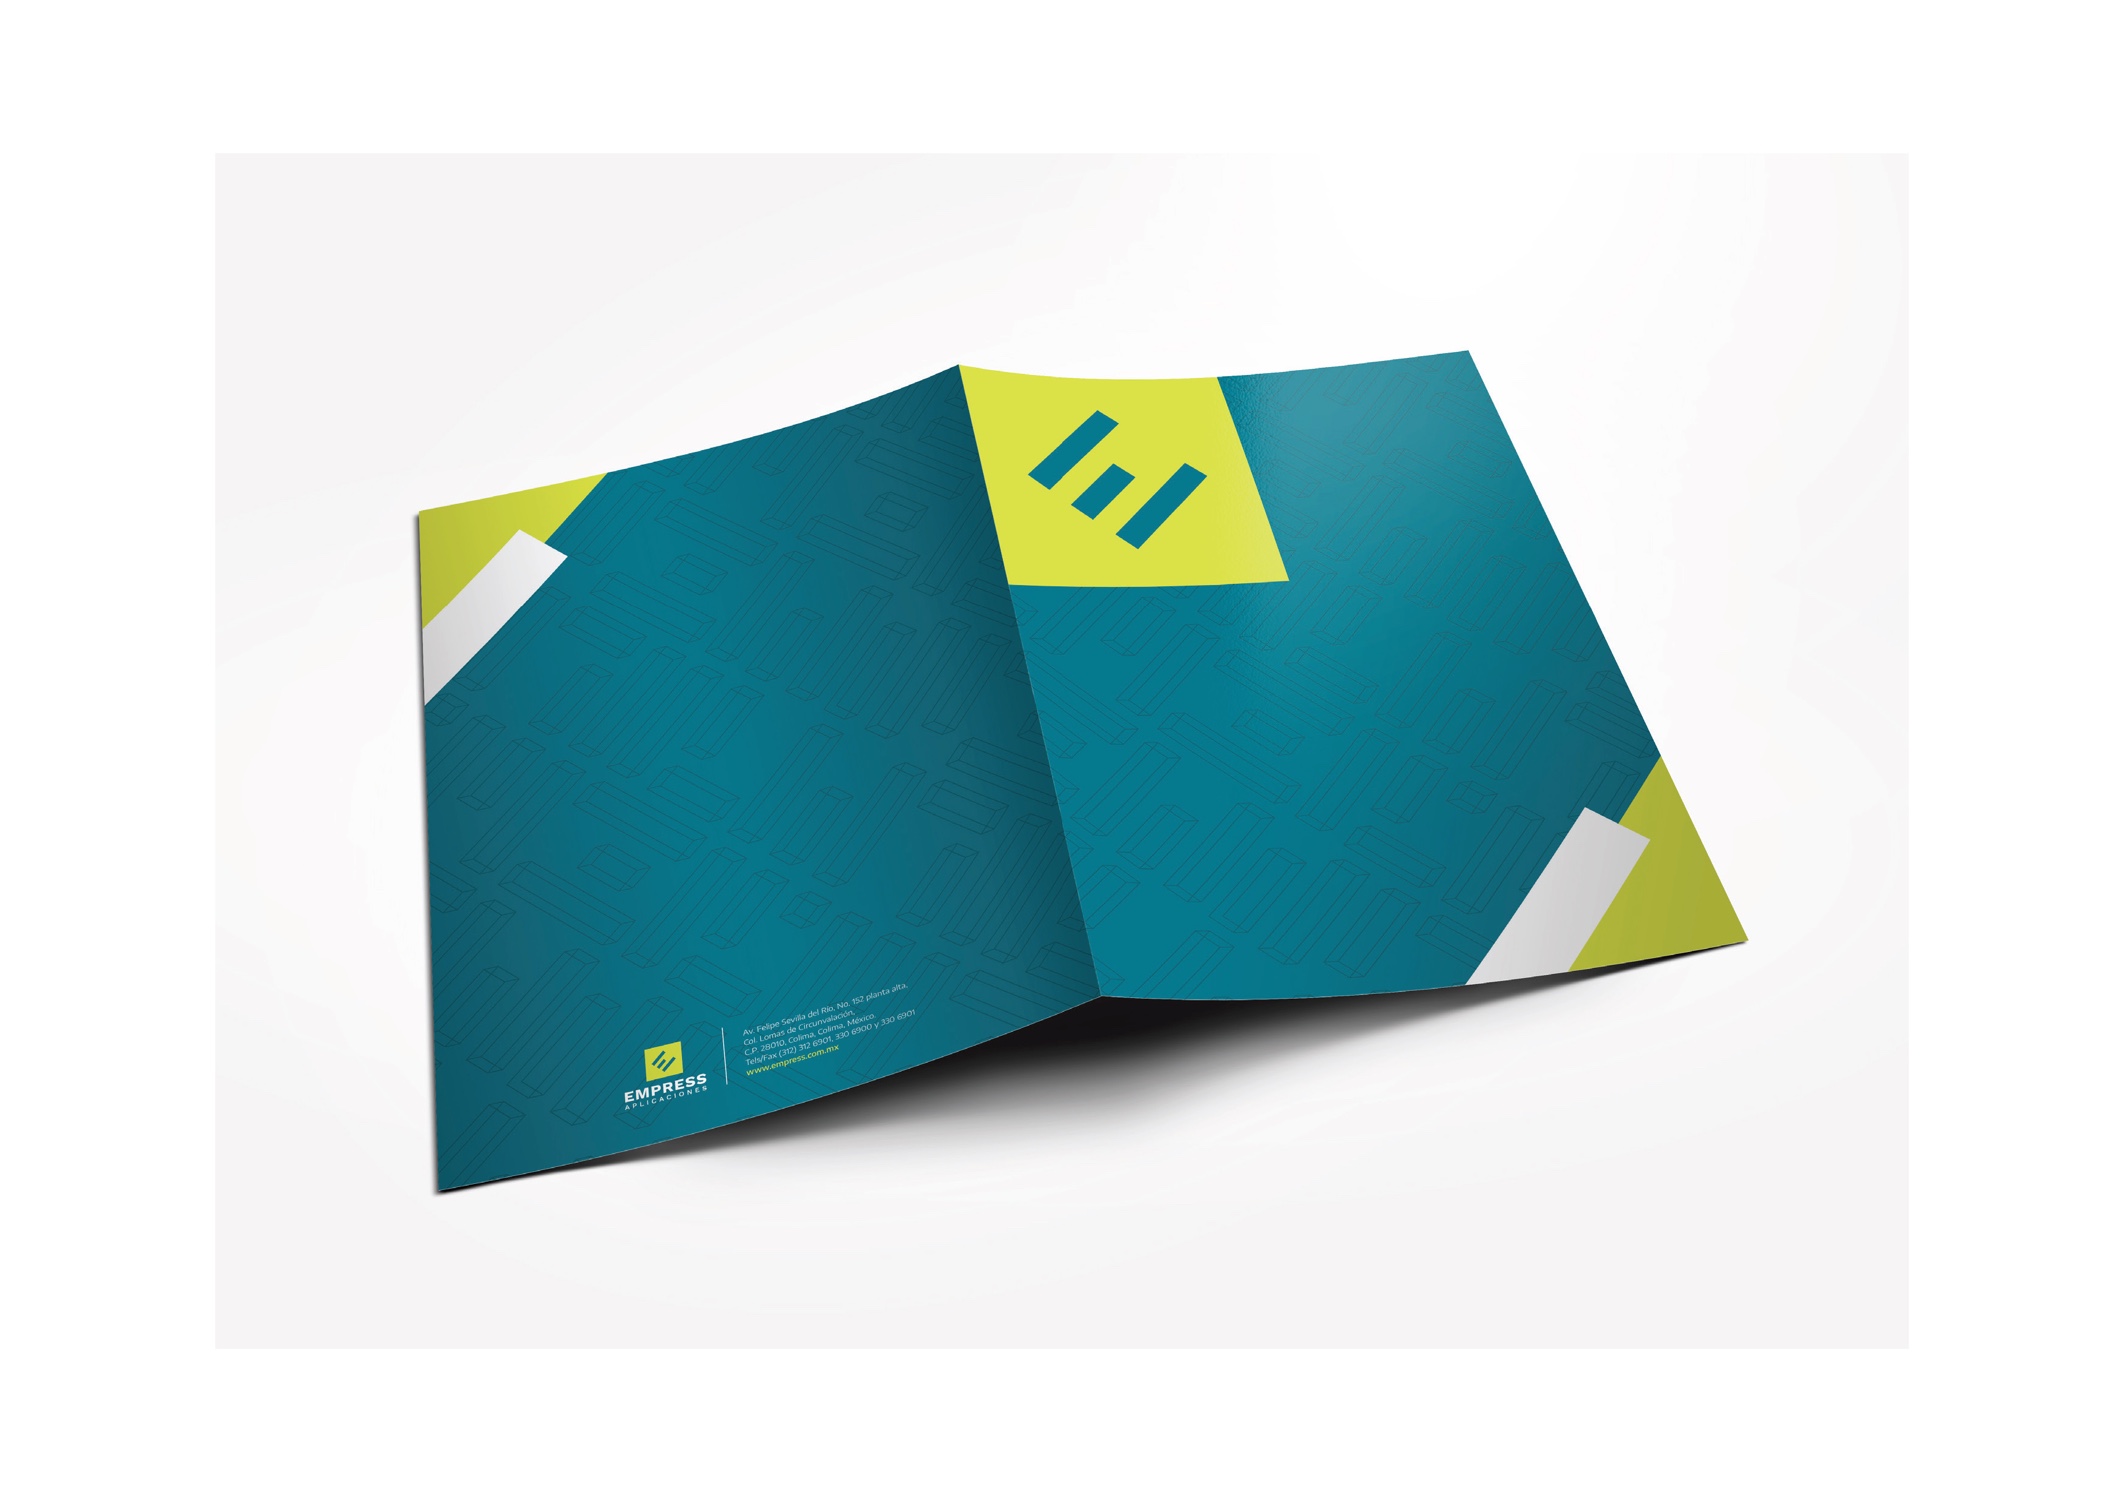 EMPRESS
APLICACIONES
Av. Felipe Sevilla del Río. No. 152 planta alta,
Col. Lomas de Circunvalación,
C.P. 28010, Colima, Colima, México.
Tels/Fax (312) 312 6901, 330 6900 y 330 6901
www.empress.com.mx